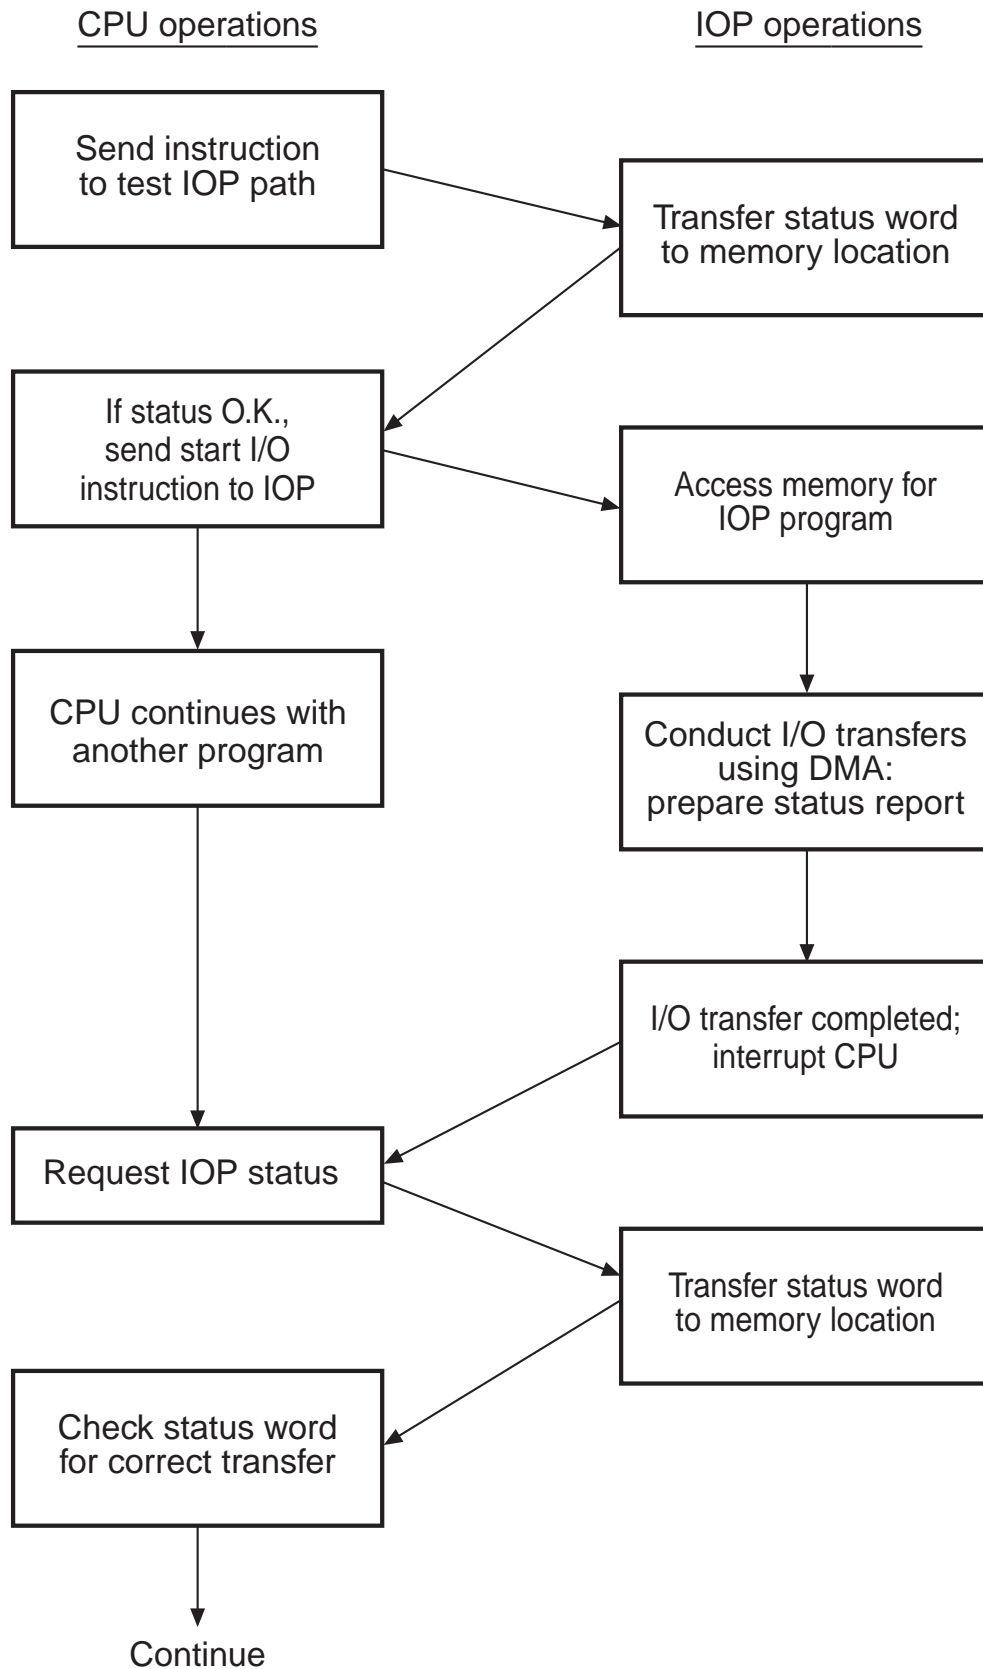 CPU operations
IOP operations
Send instruction
to test IOP path
Transfer status word
to memory location
If status O.K.,
send start I/O
instruction to IOP
Access memory for
IOP program
CPU continues with
another program
Conduct I/O transfers
using DMA:
prepare status report
I/O transfer completed;
interrupt CPU
Request IOP status
Transfer status word
to memory location
Check status word
for correct transfer
Continue